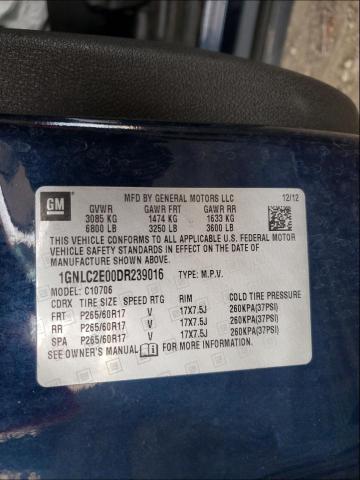 GM
MFD BY GENERAL MOTORS LLC 12/12
GVWR GAWR FRT GAWR RR
3085 KG 1474 KG 1633 KG
6800 LB 3250 LB 3600 LB
THIS VEHICLE CONFORMS TO ALL APPLICABLE U.S. FEDERAL MOTOR
VEHICLE SAFETY STANDARDS IN EFFECT ON THE DATE OF
MANUFACTURE SHOWN ABOVE.
1GNLC2E00DR239016 TYPE: M.P.V.
MODEL: C10706
CDRX TIRE SIZE SPEED RTG RIM COLD TIRE PRESSURE
FRT P265/60R17 V 17X7.5J 260KPA(37PSI)
RR P265/60R17 V 17X7.5J 260KPA(37PSI)
SPA P265/60R17 V 17X7.5J 260KPA(37PSI)
SEE OWNER'S MANUAL FOR ADDITIONAL INFORMATION.